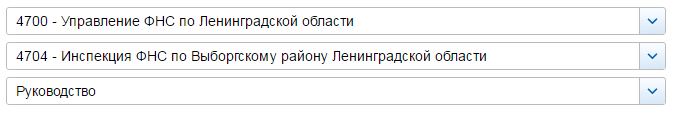 4700 - Управление ФНС по Ленинградской области
4704 - Инспекция ФНС по Выборгскому району Ленинградской области
Руководство